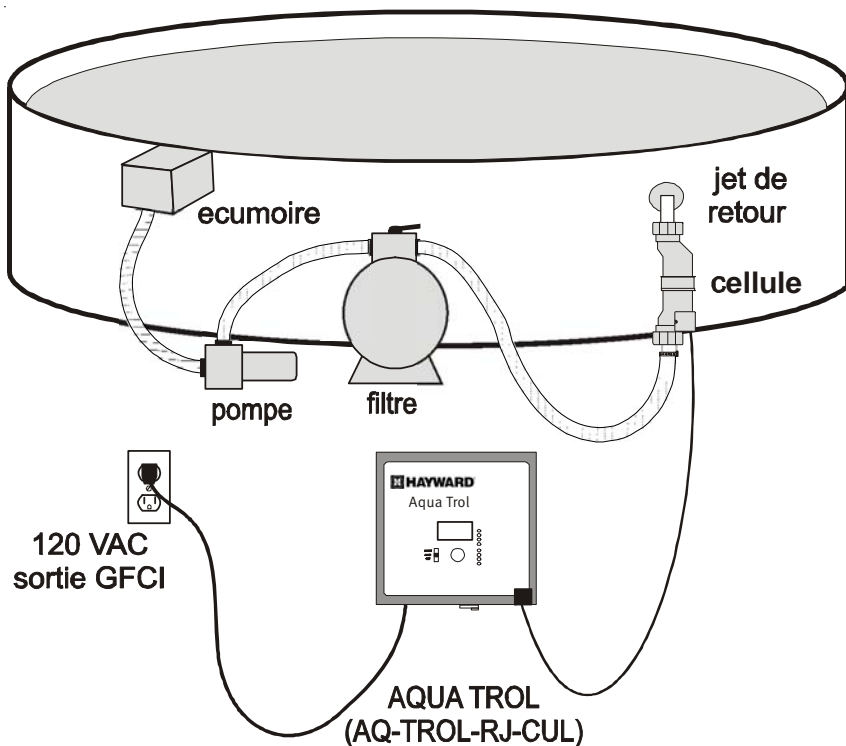 jet de
retour
ecumoire
cellule
pompe
filtre
HAYWARD
Aqua Trol
120 VAC
sortie GFCI
AQUA TROL
(AQ-TROL-RJ-CUL)